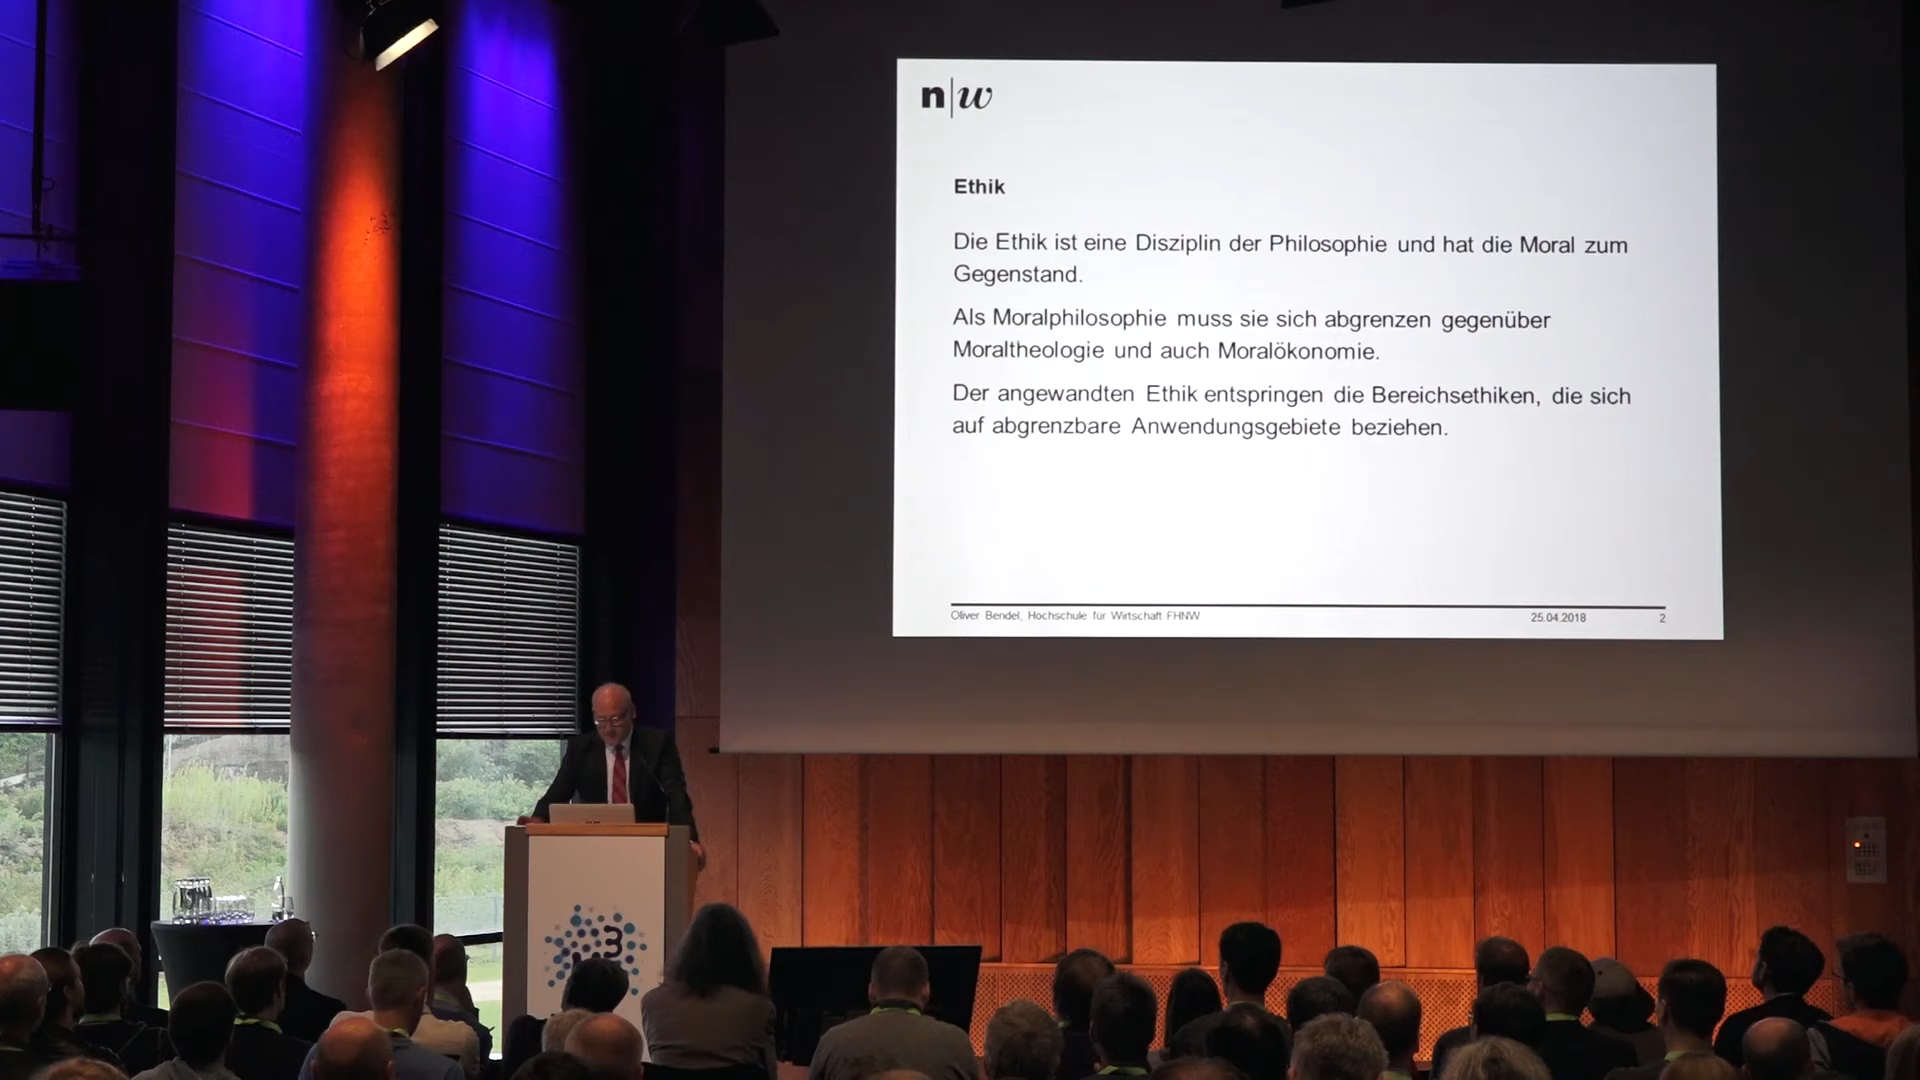 n|w
Ethik
Die Ethik ist eine Disziplin der Philosophie und hat die Moral zum
Gegenstand.
Als Moralphilosophie muss sie sich abgrenzen gegenüber
Moraltheologie und auch Moralökonomie.
Der angewandten Ethik entspringen die Bereichsethiken, die sich
auf abgrenzbare Anwendungsgebiete beziehen.
Oliver Bendel, Hochschule für Wirtschaft FHNW 25.04.2018 2